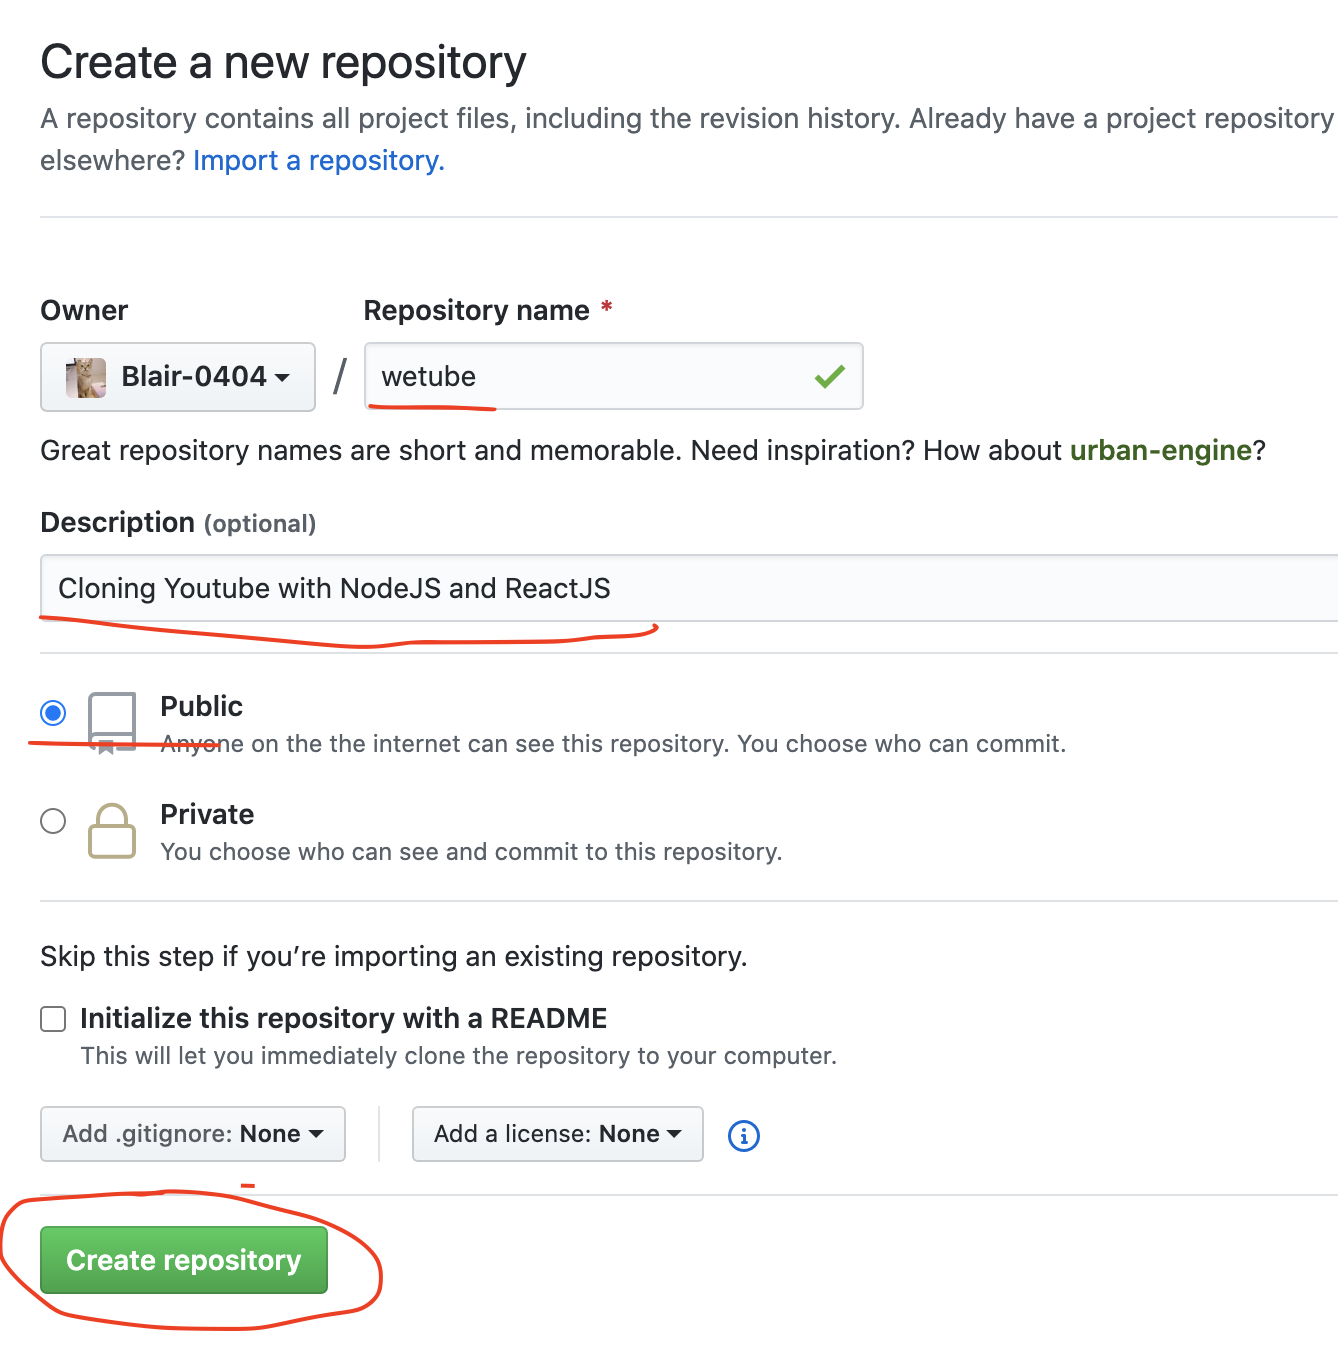 Create a new repository
A repository contains all project files, including the revision history. Already have a project repository
elsewhere? Import a repository.
Owner
Repository name *
Blair-0404
/
wetube
Great repository names are short and memorable. Need inspiration? How about urban-engine?
Description (optional)
Cloning Youtube with NodeJS and ReactJS
Public
Anyone on the the internet can see this repository. You choose who can commit.
Private
You choose who can see and commit to this repository.
Skip this step if you’re importing an existing repository.
Initialize this repository with a README
This will let you immediately clone the repository to your computer.
Add .gitignore: None
Add a license: None
Create repository